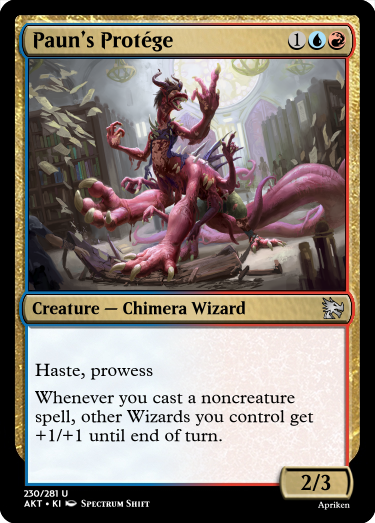 Paun's Protége 1
Creature — Chimera Wizard
Haste, prowess
Whenever you cast a noncreature
spell, other Wizards you control get
+1/+1 until end of turn.
2/3
230/281 U
AKT • KI Spectrum Shift
Apriken